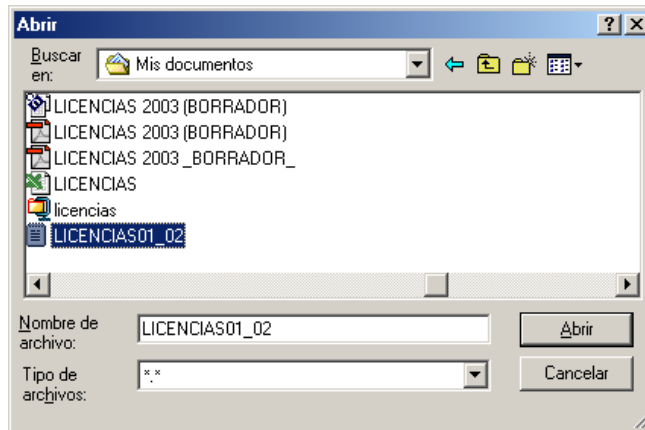 Abrir
Buscar
en:
Mis documentos
LICENCIAS 2003 (BORRADOR)
LICENCIAS 2003 (BORRADOR)
LICENCIAS 2003 _BORRADOR_
LICENCIAS
licencias
LICENCIAS01_02
Nombre de
archivo:
LICENCIAS01_02
Abrir
Tipo de
archivos:
*.*
Cancelar